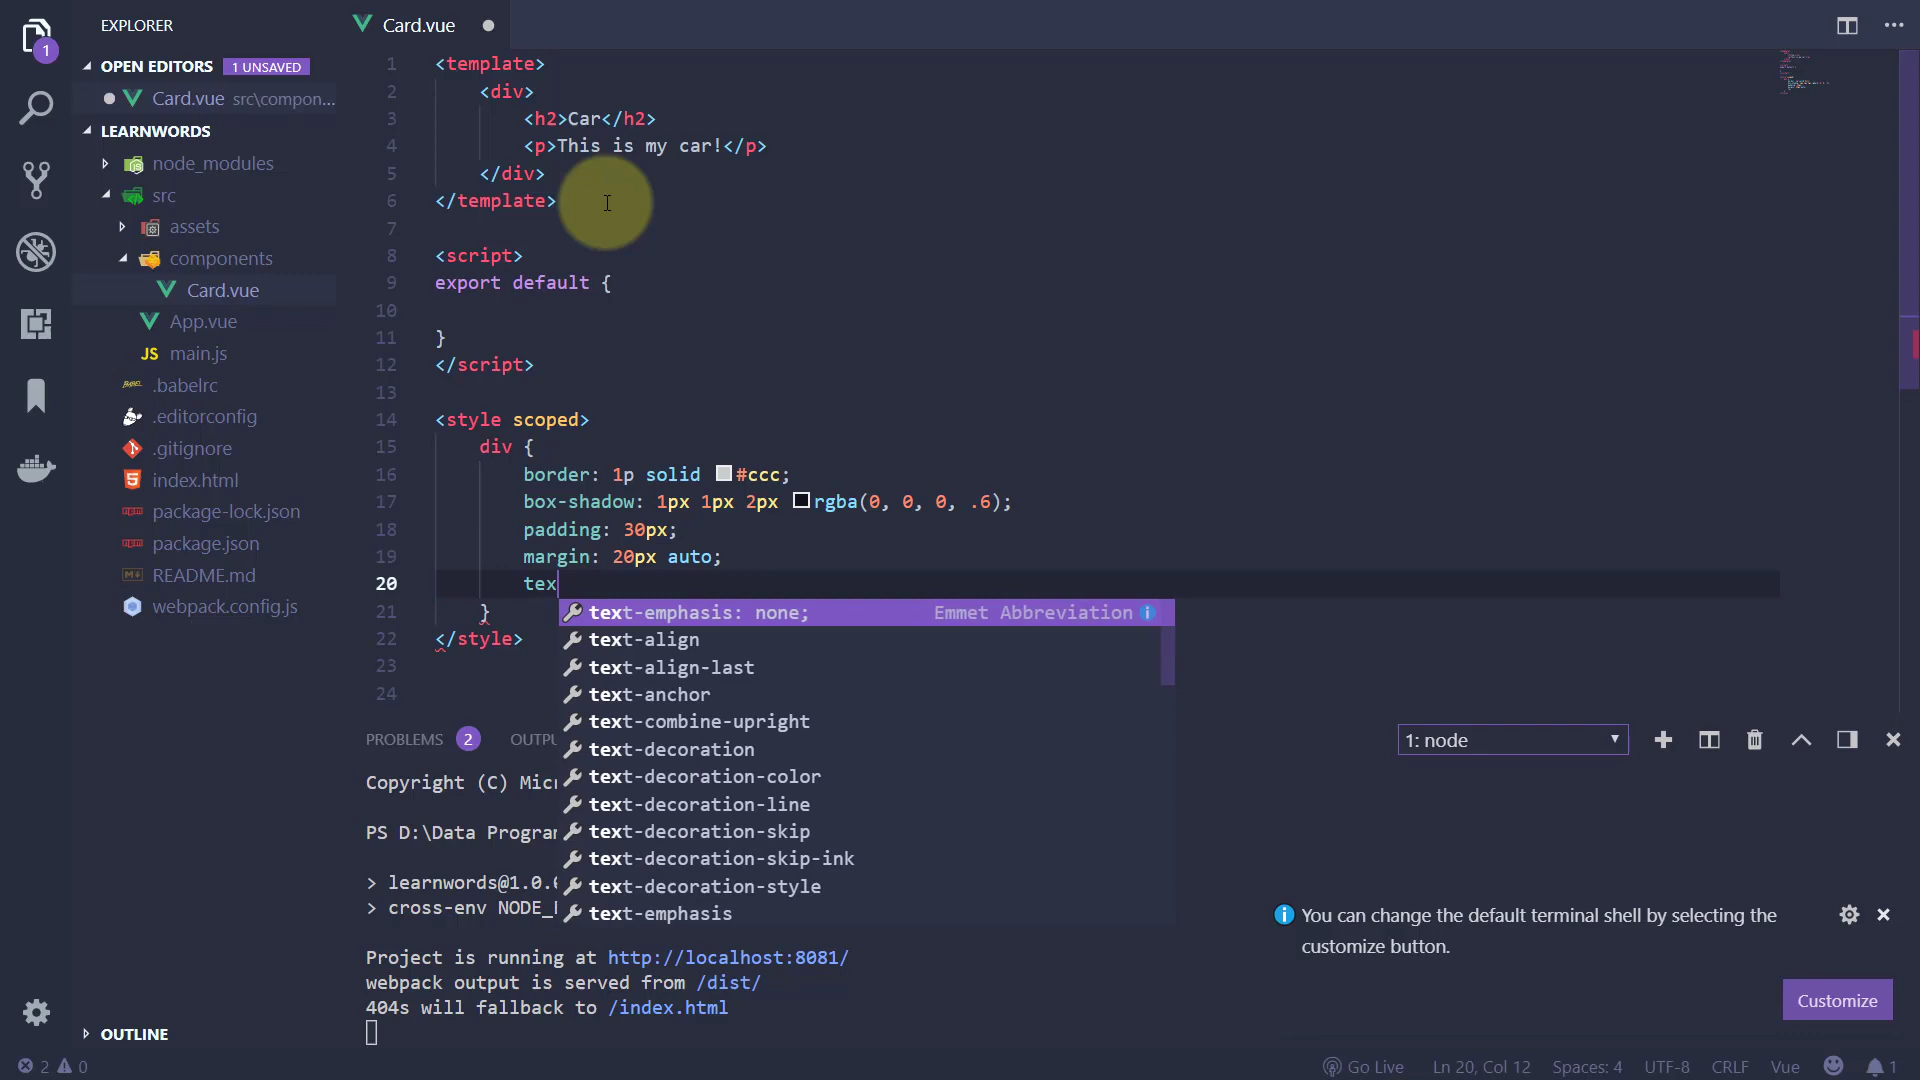 EXPLORER
OPEN EDITORS 1 UNSAVED
Card.vue src\compon...
LEARNWORDS
node_modules
src
assets
components
Card.vue
App.vue
JS main.js
.babelrc
.editorconfig
.gitignore
index.html
package-lock.json
package.json
README.md
webpack.config.js
OUTLINE
1
Card.vue
1 <template>
2 <div>
3 <h2>Car</h2>
4 <p>This is my car!</p>
5 </div>
6 </template>
7
8 <script>
9 export default {
10
11 }
12 </script>
13
14 <style scoped>
15 div {
16 border: 1p solid #ccc;
17 box-shadow: 1px 1px 2px rgba(0, 0, 0, .6);
18 padding: 30px;
19 margin: 20px auto;
20 tex
21 }
22 </style>
23
24
text-emphasis: none; Emmet Abbreviation
text-align
text-align-last
text-anchor
text-combine-upright
text-decoration
text-decoration-color
text-decoration-line
text-decoration-skip
text-decoration-skip-ink
text-decoration-style
text-emphasis
PROBLEMS 2 OUTPU
1: node
Copyright (C) Mic
PS D:\Data Progra
> learnwords@1.0.
> cross-env NODE_
Project is running at http://localhost:8081/
webpack output is served from /dist/
404s will fallback to /index.html
You can change the default terminal shell by selecting the
customize button.
Customize
2 0
Go Live Ln 20, Col 12 Spaces: 4 UTF-8 CRLF Vue 1